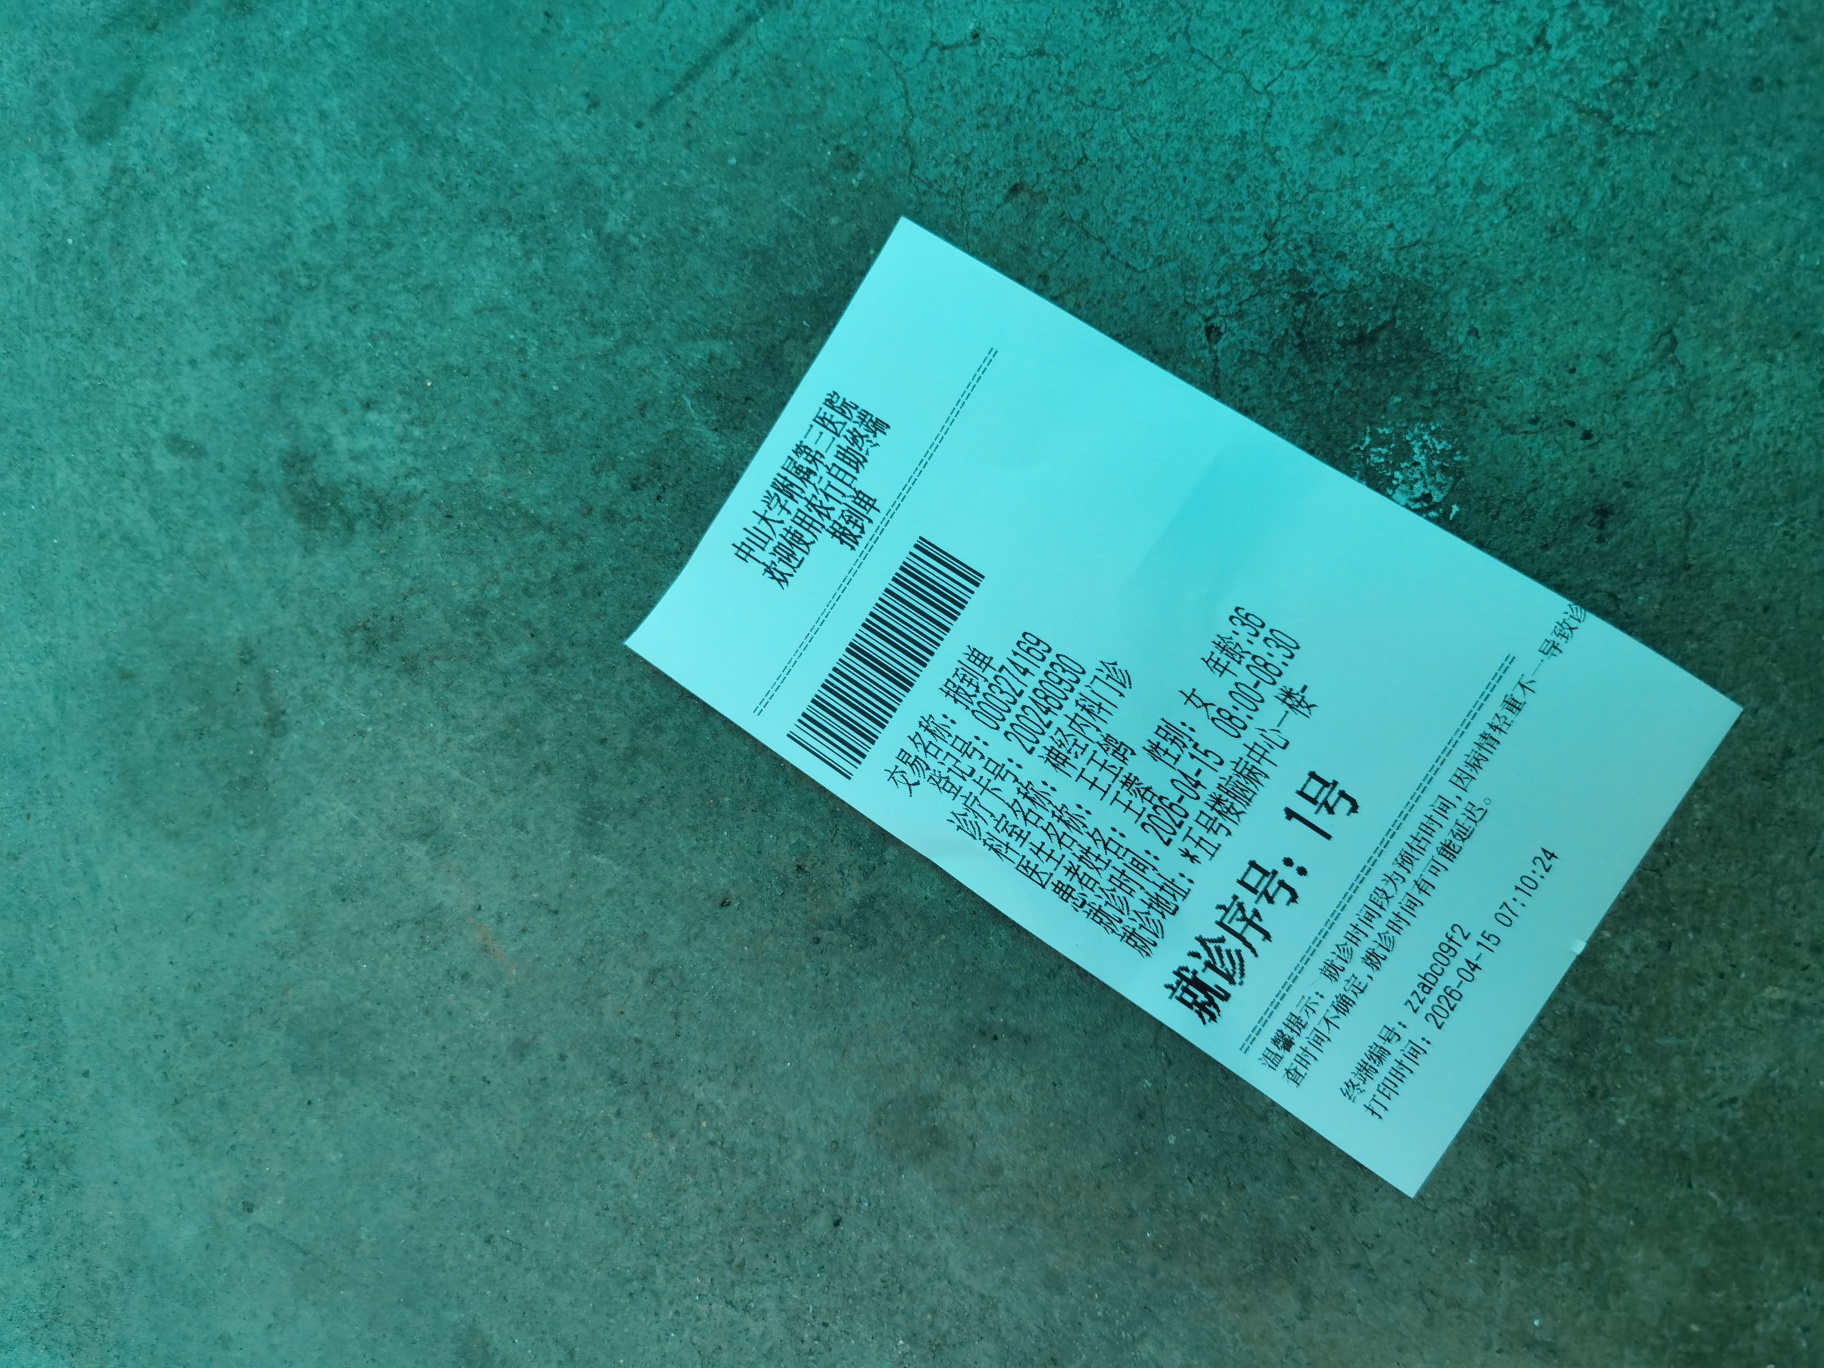 中山大学附属第三医院
欢迎使用农行自助终端
报到单
交易名称: 报到单
登记号: 0003274169
诊疗卡号: 2002480930
科室名称: 神经内科门诊
医生名称: 王玉鸽
患者姓名: 王蓉 性别: 女 年龄:36
就诊时间: 2026-04-15 08:00-08:30
就诊地址: *五号楼脑病中心一楼-
就诊序号: 1号
温馨提示: 就诊时间段为预估时间, 因病情轻重不一导致诊
查时间不确定,就诊时间有可能延迟。
终端编号: zzabc09f2
打印时间: 2026-04-15 07:10:24